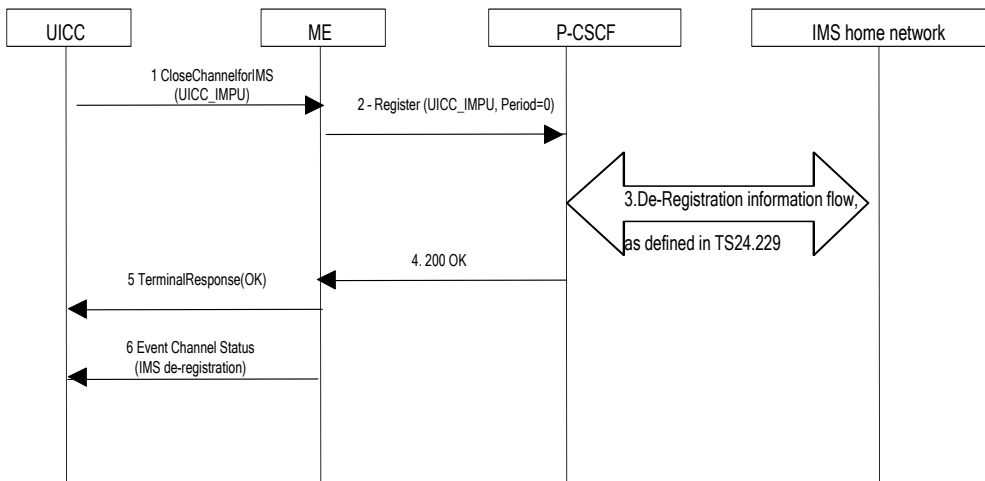 UICC
ME
P-CSCF
IMS home network
1 CloseChannelforIMS
(UICC_IMPU)
2 - Register (UICC_IMPU, Period=0)
3.De-Registration information flow,
as defined in TS24.229
4. 200 OK
5 TerminalResponse(OK)
6 Event Channel Status
(IMS de-registration)